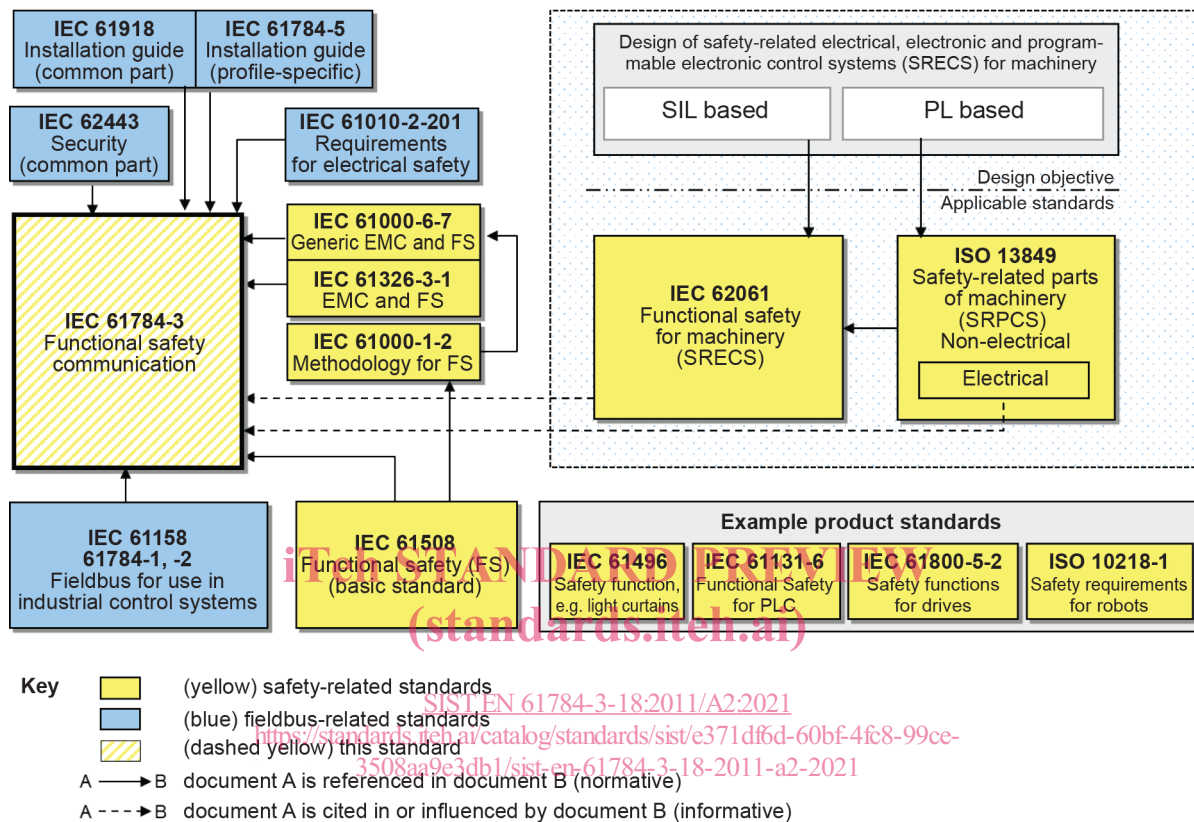 IEC 61918
Installation guide
(common part)
IEC 61784-5
Installation guide
(profile-specific)
IEC 62443
Security
(common part)
IEC 61010-2-201
Requirements
for electrical safety
IEC 61000-6-7
Generic EMC and FS
IEC 61326-3-1
EMC and FS
IEC 61000-1-2
Methodology for FS
IEC 61784-3
Functional safety
communication
Design of safety-related electrical, electronic and program-
mable electronic control systems (SRECS) for machinery
SIL based
PL based
Design objective
Applicable standards
IEC 62061
Functional safety
for machinery
(SRECS)
ISO 13849
Safety-related parts
of machinery
(SRPCS)
Non-electrical
Electrical
IEC 61158
61784-1, -2
Fieldbus for use in
industrial control systems
IEC 61508
Functional safety (FS)
(basic standard)
Example product standards
IEC 61496
Safety function,
e.g. light curtains
IEC 61131-6
Functional Safety
for PLC
IEC 61800-5-2
Safety functions
for drives
ISO 10218-1
Safety requirements
for robots
iTeh STANDARD PREVIEW
(standards.iteh.ai)
Key
(yellow) safety-related standards
SIST EN 61784-3-18:2011/A2:2021
(blue) fieldbus-related standards
https://standards.iteh.ai/catalog/standards/sist/e371df6d-60bf-4fc8-99ce-
(dashed yellow) this standard
3508aa9e3db1/sist-en-61784-3-18-2011-a2-2021
A B document A is referenced in document B (normative)
A B document A is cited in or influenced by document B (informative)